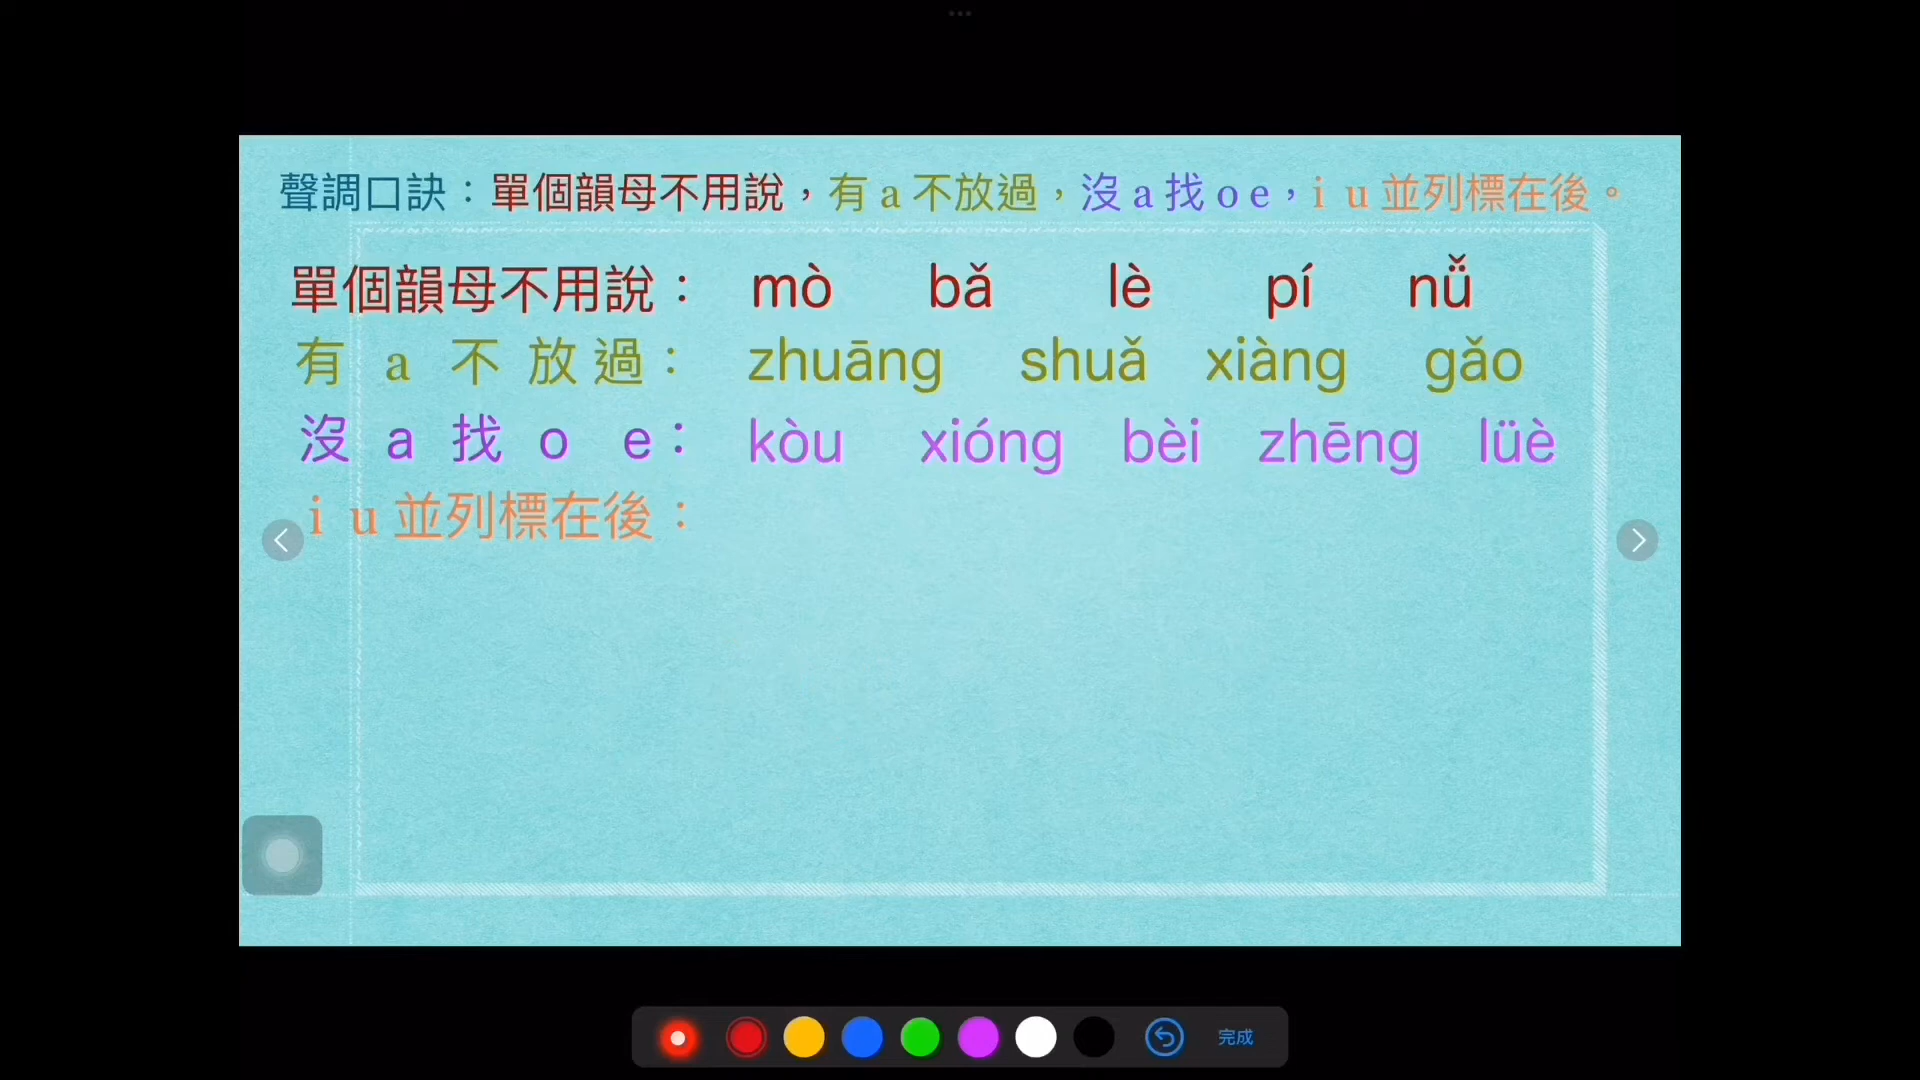 聲調口訣：單個韻母不用說，有 a 不放過，沒 a 找 o e，i u 並列標在後。
單個韻母不用說： mò bǎ lè pí nǚ
有 a 不放過： zhuāng shuǎ xiàng gǎo
沒 a 找 o e： kòu xióng bèi zhēng lüè
i u 並列標在後：
完成